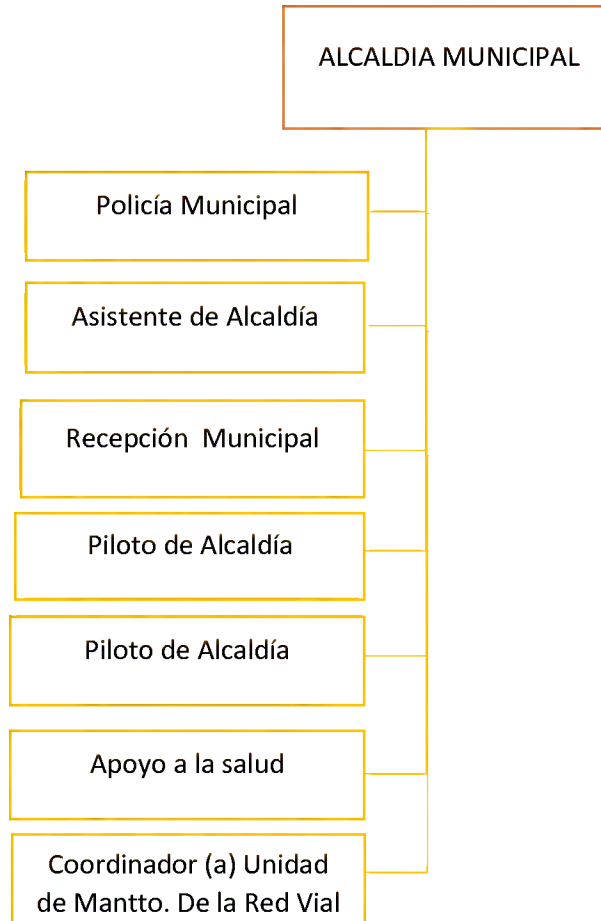 ALCALDIA MUNICIPAL
Policía Municipal
Asistente de Alcaldía
Recepción  Municipal
Piloto de Alcaldía
Piloto de Alcaldía
Apoyo a la salud
Coordinador (a) Unidad
de Mantto. De la Red Vial